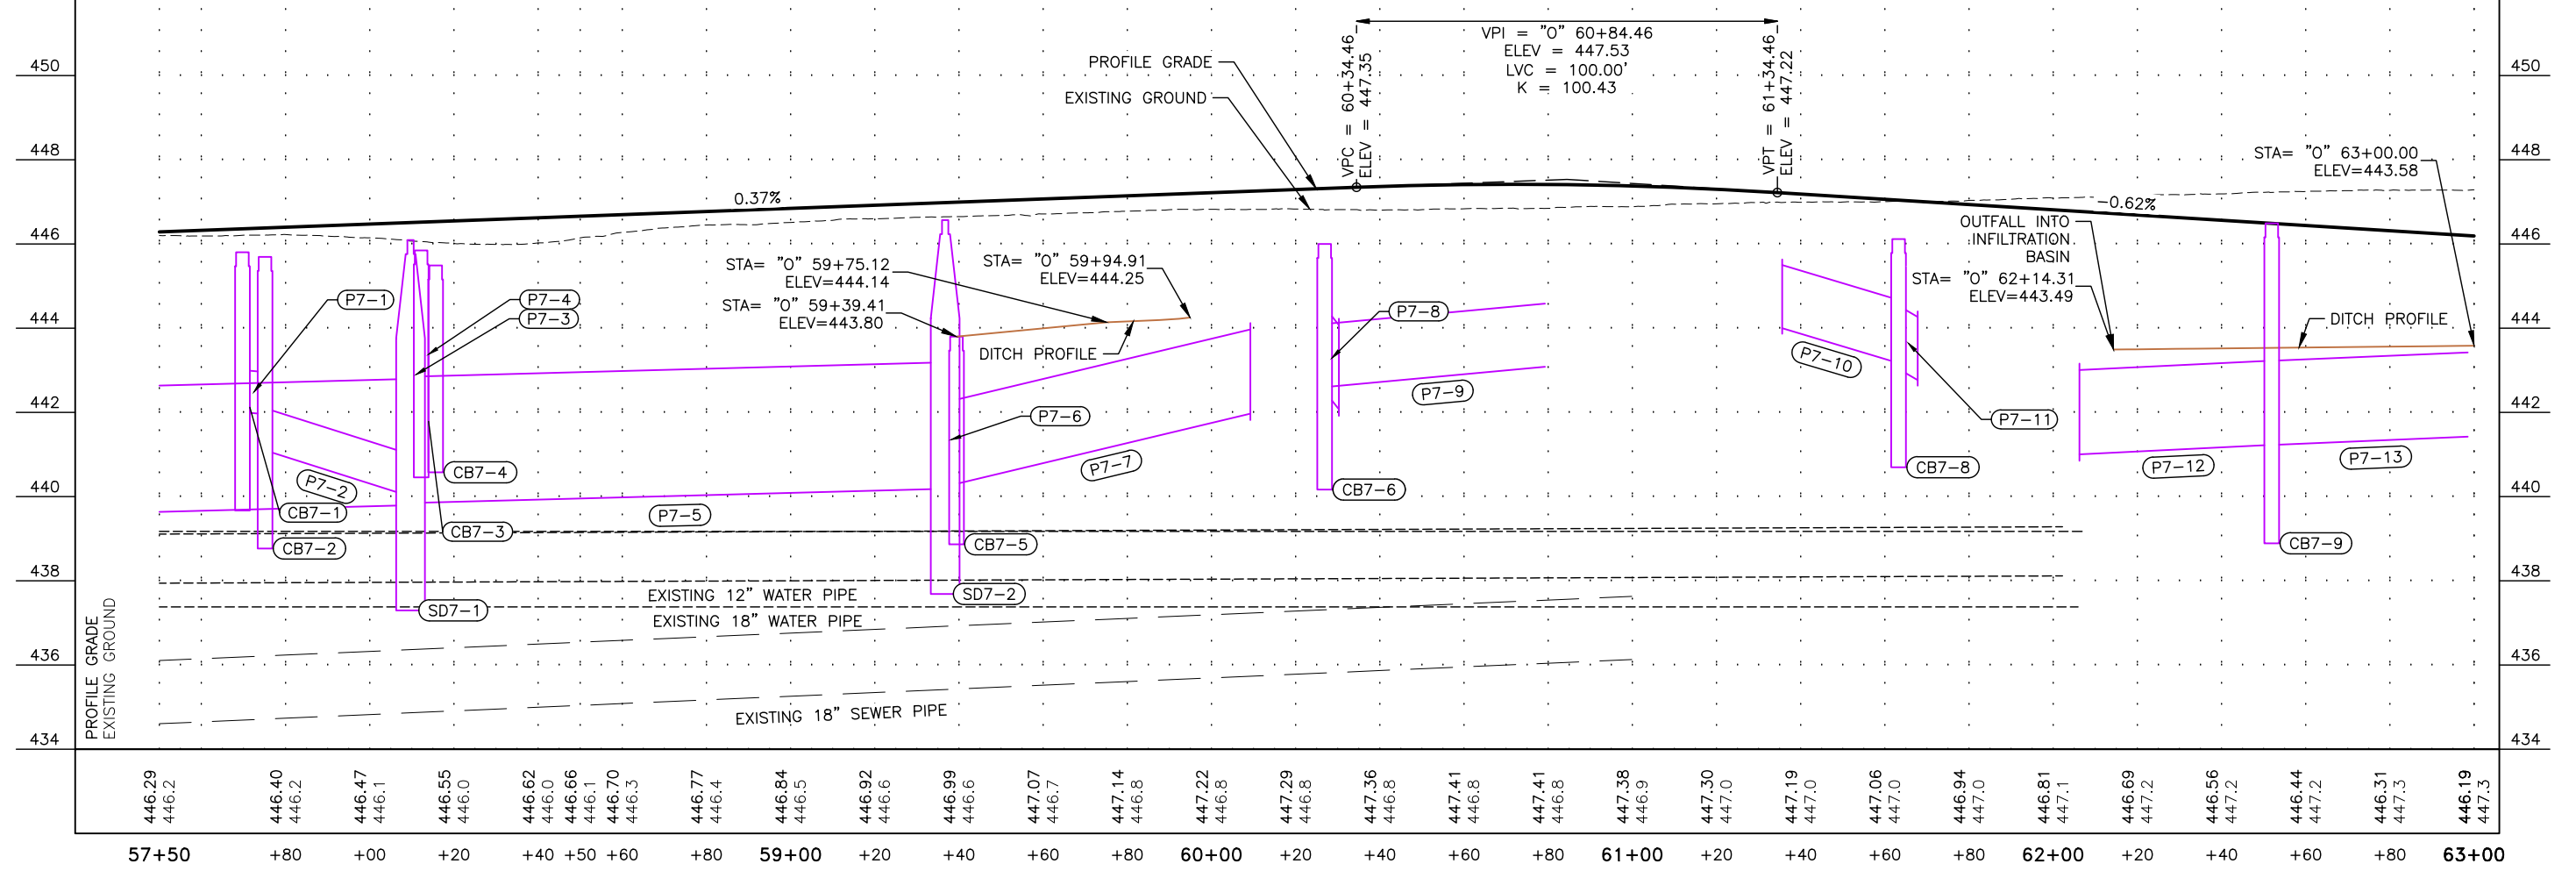 VPI = "O" 60+84.46
ELEV = 447.53
LVC = 100.00'
K = 100.43
VPC = 60+34.46
ELEV = 447.35
VPT = 61+34.46
ELEV = 447.22
PROFILE GRADE
EXISTING GROUND
450
448
446
444
442
440
438
436
434
450
448
446
444
442
440
438
436
434
0.37%
-0.62%
STA= "O" 63+00.00
ELEV=443.58
OUTFALL INTO
INFILTRATION
BASIN
STA= "O" 62+14.31
ELEV=443.49
STA= "O" 59+75.12
ELEV=444.14
STA= "O" 59+39.41
ELEV=443.80
STA= "O" 59+94.91
ELEV=444.25
DITCH PROFILE
DITCH PROFILE
P7-1
P7-4
P7-3
P7-8
P7-10
P7-9
P7-6
P7-11
P7-7
P7-2
P7-12
P7-13
P7-5
CB7-4
CB7-1
CB7-3
CB7-2
CB7-5
CB7-6
CB7-8
CB7-9
SD7-1
SD7-2
EXISTING 12" WATER PIPE
EXISTING 18" WATER PIPE
EXISTING 18" SEWER PIPE
PROFILE GRADE
EXISTING GROUND
446.29
446.2
446.40
446.2
446.47
446.1
446.55
446.0
446.62
446.0
446.66
446.1
446.70
446.3
446.77
446.4
446.84
446.5
446.92
446.6
446.99
446.6
447.07
446.7
447.14
446.8
447.22
446.8
447.29
446.8
447.36
446.8
447.41
446.8
447.41
446.8
447.38
446.9
447.30
447.0
447.19
447.0
447.06
447.0
446.94
447.0
446.81
447.1
446.69
447.2
446.56
447.2
446.44
447.2
446.31
447.3
446.19
447.3
57+50 +80 +00 +20 +40 +50 +60 +80 59+00 +20 +40 +60 +80 60+00 +20 +40 +60 +80 61+00 +20 +40 +60 +80 62+00 +20 +40 +60 +80 63+00